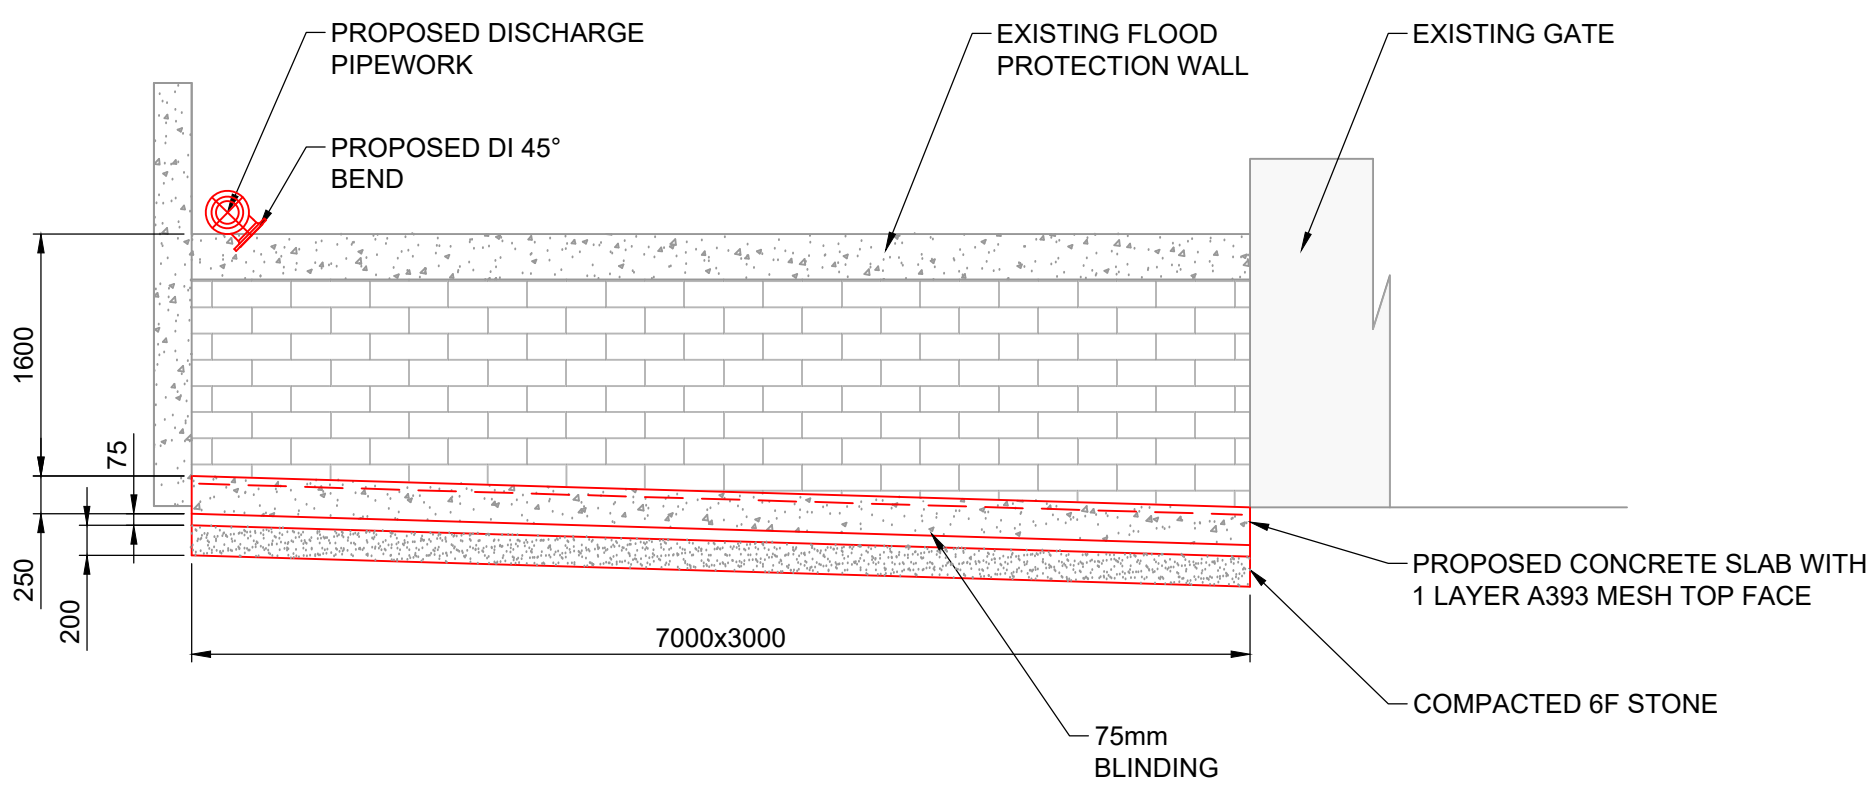 PROPOSED DISCHARGE
PIPEWORK
EXISTING FLOOD
PROTECTION WALL
EXISTING GATE
PROPOSED DI 45°
BEND
1600
75
250
200
7000x3000
PROPOSED CONCRETE SLAB WITH
1 LAYER A393 MESH TOP FACE
COMPACTED 6F STONE
75mm
BLINDING